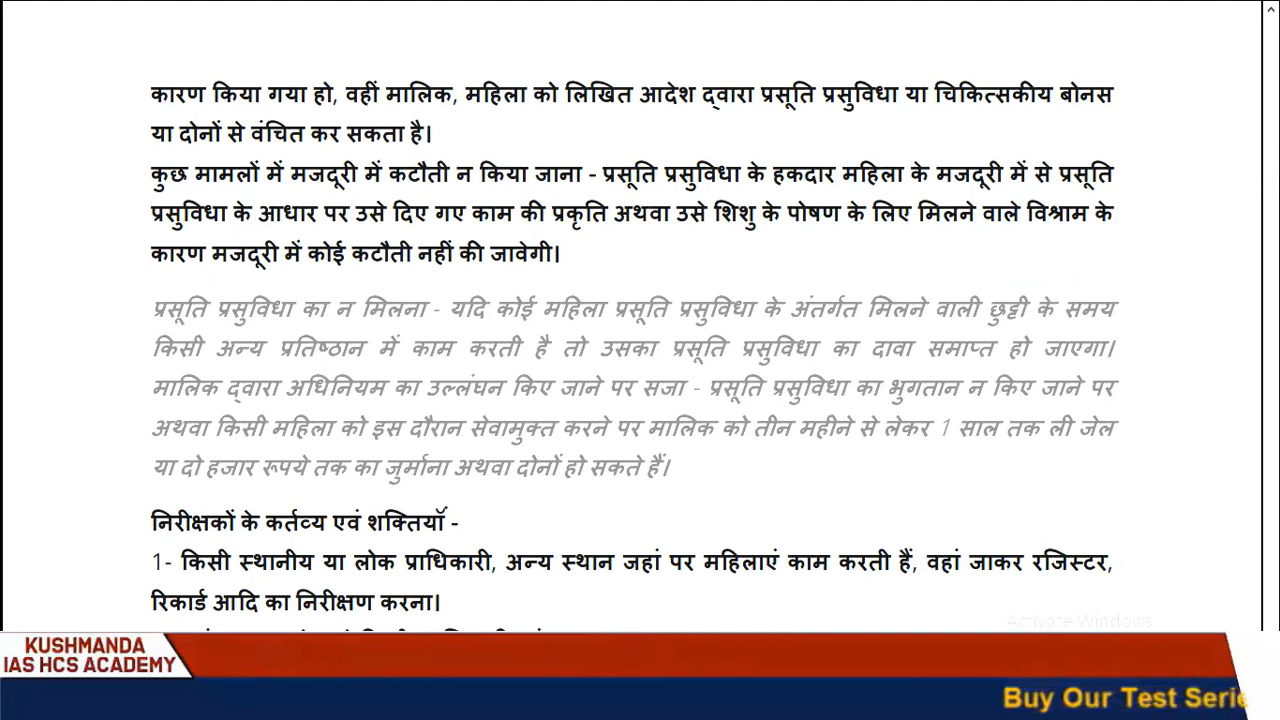 कारण किया गया हो, वहीं मालिक, महिला को लिखित आदेश द्वारा प्रसूति प्रसुविधा या चिकित्सकीय बोनस
या दोनों से वंचित कर सकता है।
कुछ मामलों में मजदूरी में कटौती न किया जाना - प्रसूति प्रसुविधा के हकदार महिला के मजदूरी में से प्रसूति
प्रसुविधा के आधार पर उसे दिए गए काम की प्रकृति अथवा उसे शिशु के पोषण के लिए मिलने वाले विश्राम के
कारण मजदूरी में कोई कटौती नहीं की जावेगी।
प्रसूति प्रसुविधा का न मिलना - यदि कोई महिला प्रसूति प्रसुविधा के अंतर्गत मिलने वाली छुट्टी के समय
किसी अन्य प्रतिष्ठान में काम करती है तो उसका प्रसूति प्रसुविधा का दावा समाप्त हो जाएगा।
मालिक द्वारा अधिनियम का उल्लंघन किए जाने पर सजा - प्रसूति प्रसुविधा का भुगतान न किए जाने पर
अथवा किसी महिला को इस दौरान सेवामुक्त करने पर मालिक को तीन महीने से लेकर 1 साल तक ली जेल
या दो हजार रूपये तक का जुर्माना अथवा दोनों हो सकते हैं।
निरीक्षकों के कर्तव्य एवं शक्तियॉं -
1- किसी स्थानीय या लोक प्राधिकारी, अन्य स्थान जहां पर महिलाएं काम करती हैं, वहां जाकर रजिस्टर,
रिकार्ड आदि का निरीक्षण करना।
Activate Windows
KUSHMANDA
IAS HCS ACADEMY
Buy Our Test Serie